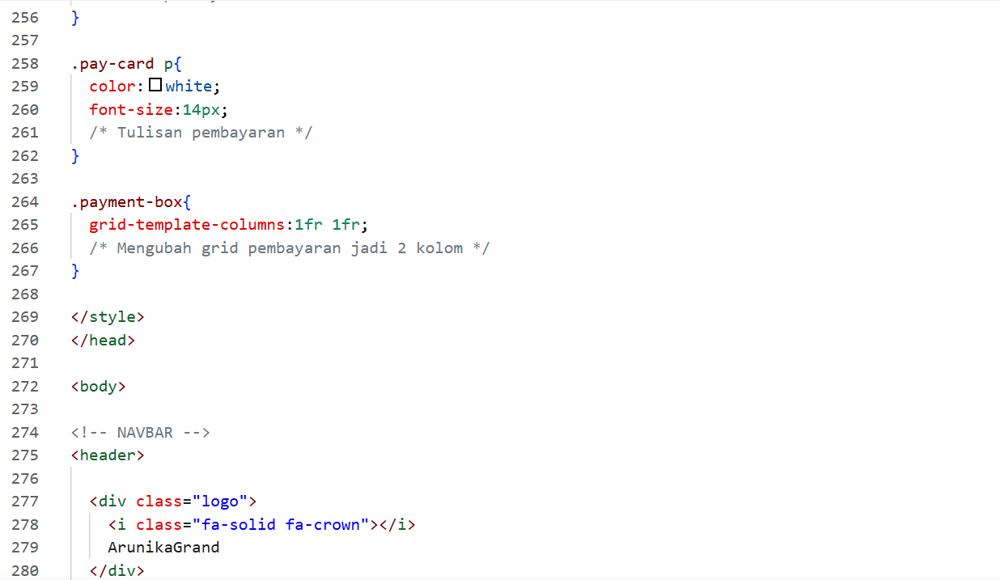 256 }
257
258 .pay-card p{
259 color:white;
260 font-size:14px;
261 /* Tulisan pembayaran */
262 }
263
264 .payment-box{
265 grid-template-columns:1fr 1fr;
266 /* Mengubah grid pembayaran jadi 2 kolom */
267 }
268
269 </style>
270 </head>
271
272 <body>
273
274 <!-- NAVBAR -->
275 <header>
276
277 <div class="logo">
278 <i class="fa-solid fa-crown"></i>
279 ArunikaGrand
280 </div>